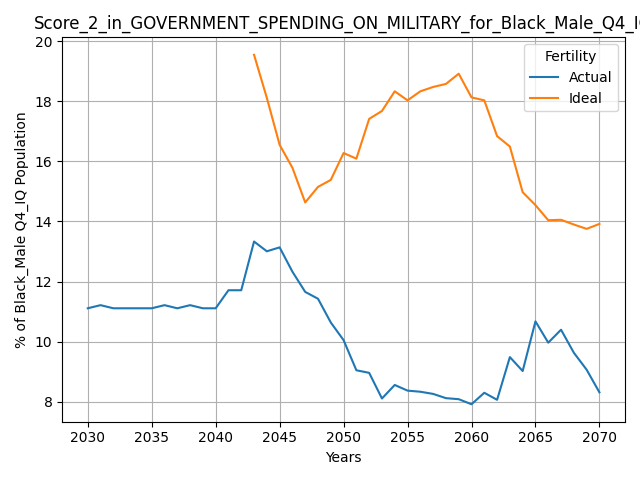 Score_2_in_GOVERNMENT_SPENDING_ON_MILITARY_for_Black_Male_Q4_IQ
Fertility
Actual
Ideal
% of Black_Male Q4_IQ Population
20
18
16
14
12
10
8
2030 2035 2040 2045 2050 2055 2060 2065 2070
Years